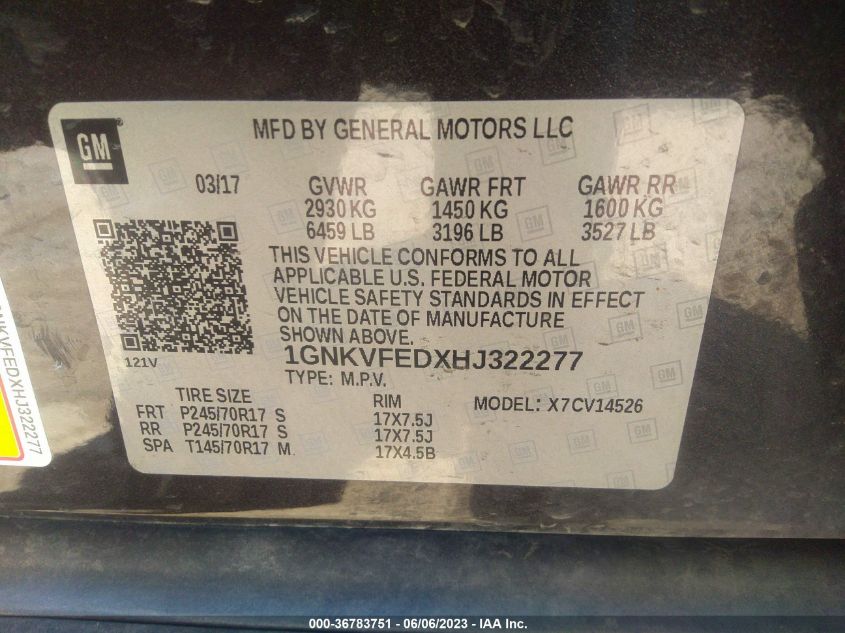 GM
MFD BY GENERAL MOTORS LLC
03/17 GVWR GAWR FRT GAWR RR
2930 KG 1450 KG 1600 KG
6459 LB 3196 LB 3527 LB
THIS VEHICLE CONFORMS TO ALL
APPLICABLE U.S. FEDERAL MOTOR
VEHICLE SAFETY STANDARDS IN EFFECT
ON THE DATE OF MANUFACTURE
SHOWN ABOVE.
121V 1GNKVFEDXHJ322277
TYPE: M.P.V.
TIRE SIZE RIM MODEL: X7CV14526
FRT P245/70R17 S 17X7.5J
RR P245/70R17 S 17X7.5J
SPA T145/70R17 M 17X4.5B
NKVFEDXHJ322277
000-36783751 - 06/06/2023 - IAA Inc.